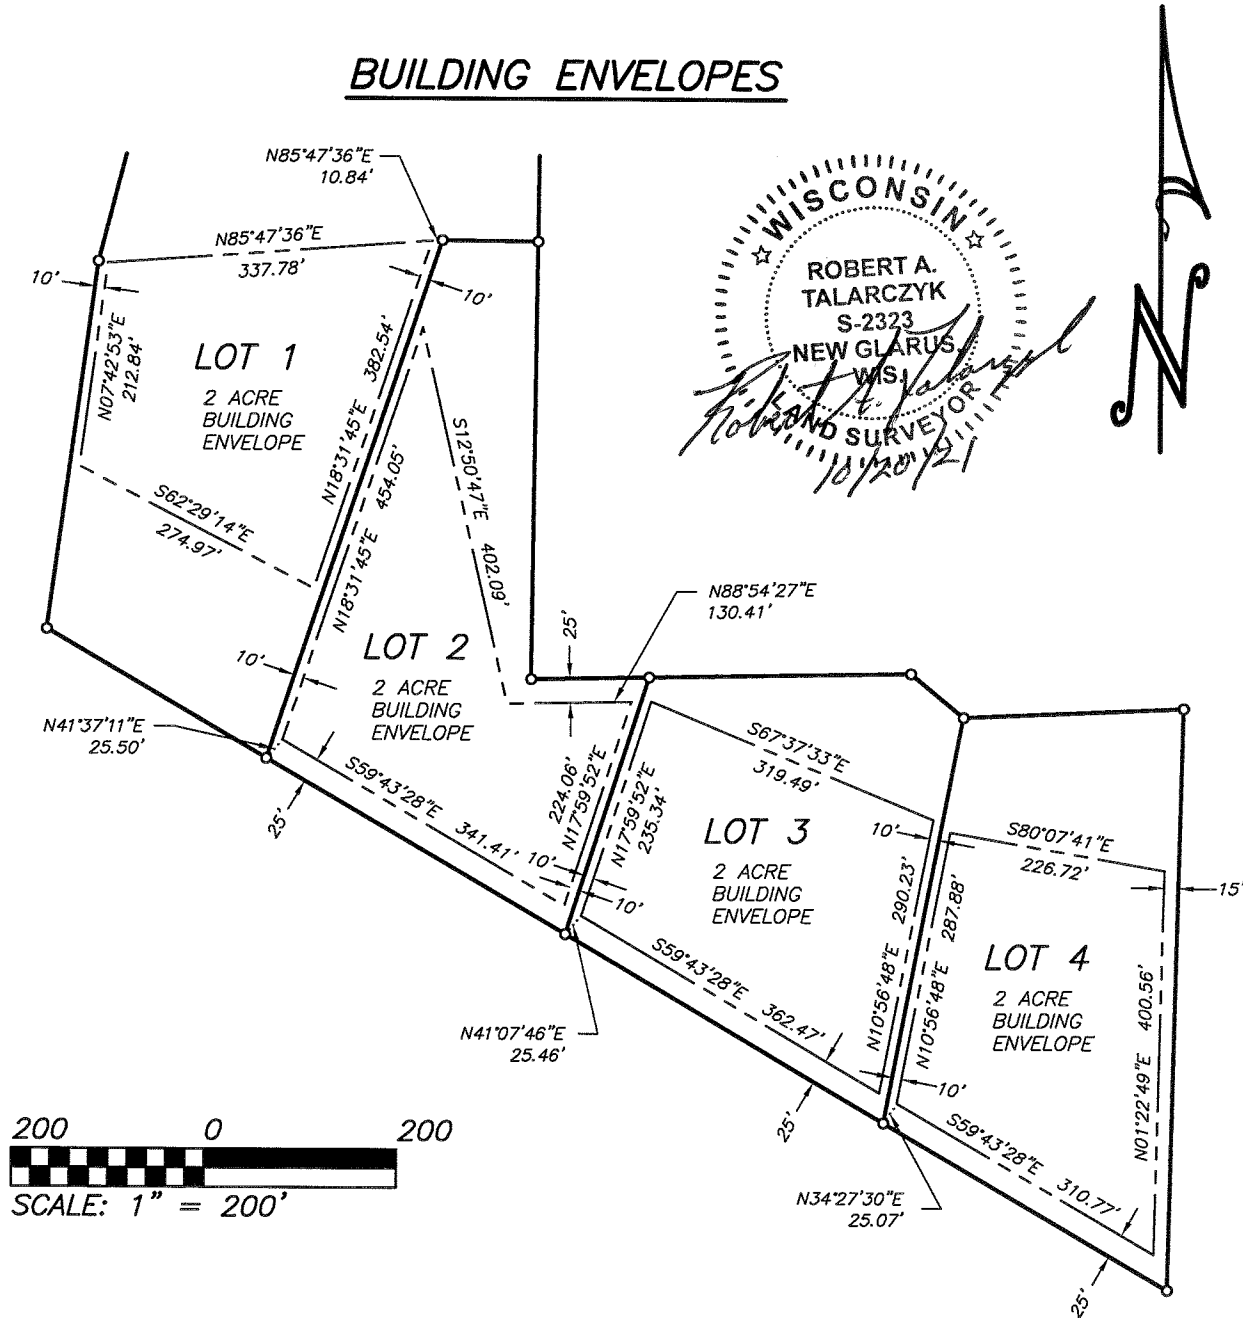 BUILDING ENVELOPES
N85°47'36"E
10.84'
N85°47'36"E
337.78'
10'
10'
N07°42'53"E
212.84'
LOT 1
2 ACRE
BUILDING
ENVELOPE
382.54'
N18°31'45"E
S62°29'14"E
274.97'
454.05'
N18°31'45"E
S12°50'47"E 402.09'
WISCONSIN
ROBERT A.
TALARCZYK
S-2323
NEW GLARUS,
WIS.
LAND SURVEYOR
Robert A. Talarczyk
10/20/21
N
N88°54'27"E
130.41'
25'
LOT 2
2 ACRE
BUILDING
ENVELOPE
10'
N41°37'11"E
25.50'
25'
S59°43'28"E 341.41'
224.06'
N17°59'52"E
N17°59'52"E
235.34'
10'
10'
S67°37'33"E
319.49'
LOT 3
2 ACRE
BUILDING
ENVELOPE
10'
290.23'
N10°56'48"E
S59°43'28"E 362.47'
25'
N41°07'46"E
25.46'
S80°07'41"E
226.72'
15'
287.88'
N10°56'48"E
LOT 4
2 ACRE
BUILDING
ENVELOPE
N01°22'49"E 400.56'
10'
S59°43'28"E 310.77'
25'
N34°27'30"E
25.07'
200 0 200
SCALE: 1" = 200'